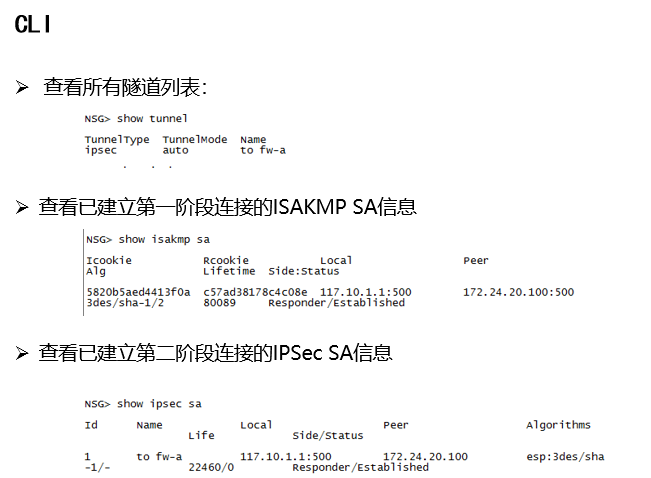 CLI
查看所有隧道列表：
NSG> show tunnel
TunnelType TunnelMode Name
ipsec auto to fw-a
. . .
查看已建立第一阶段连接的ISAKMP SA信息
NSG> show isakmp sa
Icookie Rcookie Local Peer
Alg Lifetime Side:Status
5820b5aed4413f0a c57ad38178c4c08e 117.10.1.1:500 172.24.20.100:500
3des/sha-1/2 80089 Responder/Established
查看已建立第二阶段连接的IPSec SA信息
NSG> show ipsec sa
Id Name Local Peer Algorithms
Life Side/Status
1 to fw-a 117.10.1.1:500 172.24.20.100 esp:3des/sha
-1/- 22460/0 Responder/Established